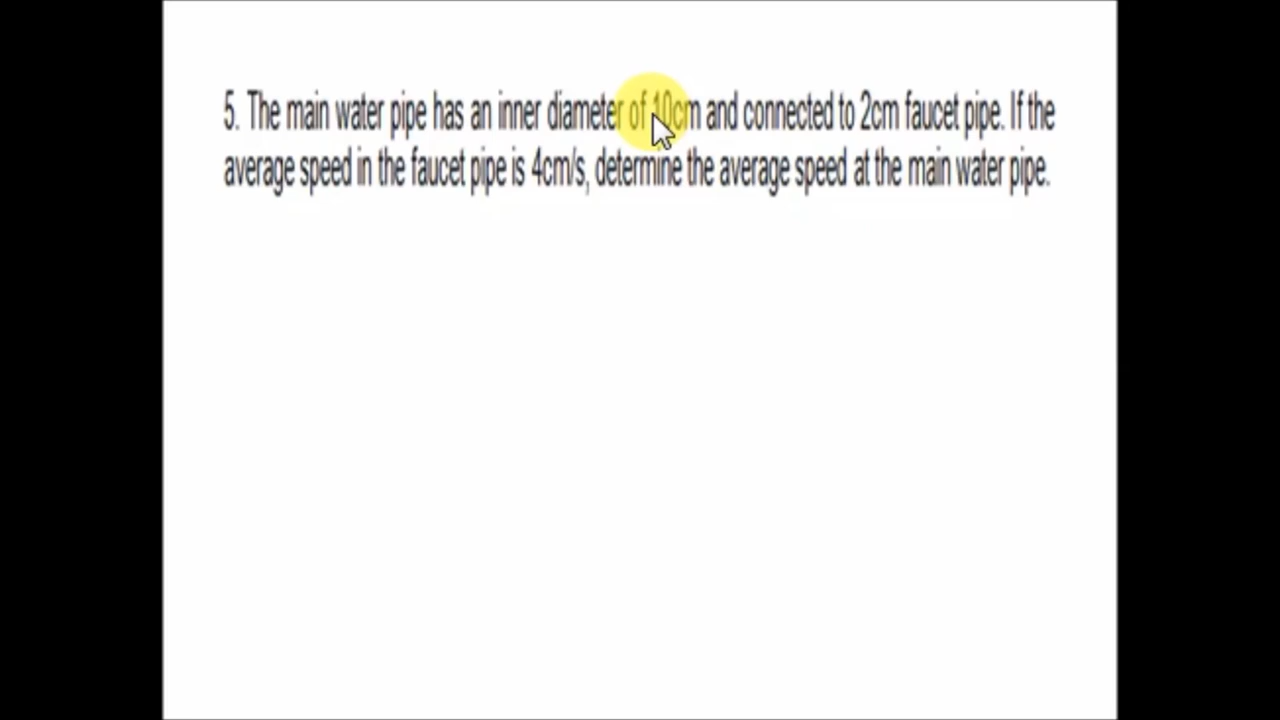 5. The main water pipe has an inner diameter of 10cm and connected to 2cm faucet pipe. If the
average speed in the faucet pipe is 4cm/s, determine the average speed at the main water pipe.